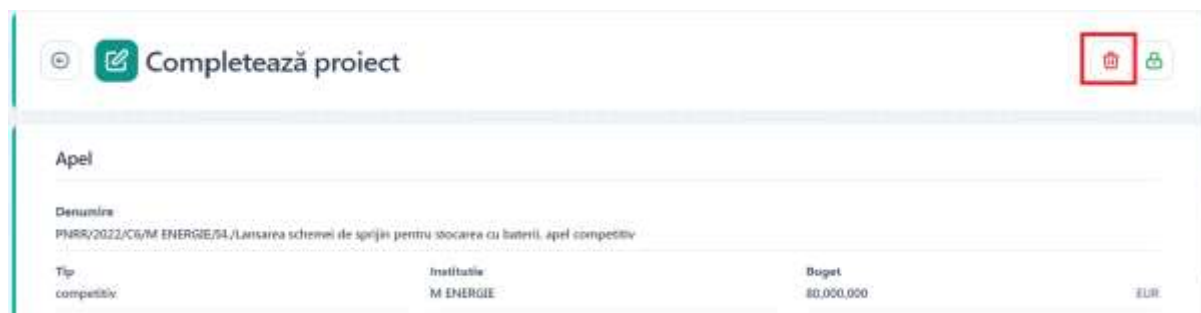 Completează proiect
Apel
Denumire
PNRR/2022/C6/M ENERGIE/I4./Lansarea schemei de sprijin pentru stocarea cu baterii, apel competitiv
Tip Institutie Buget
competitiv M ENERGIE 80,000,000 EUR